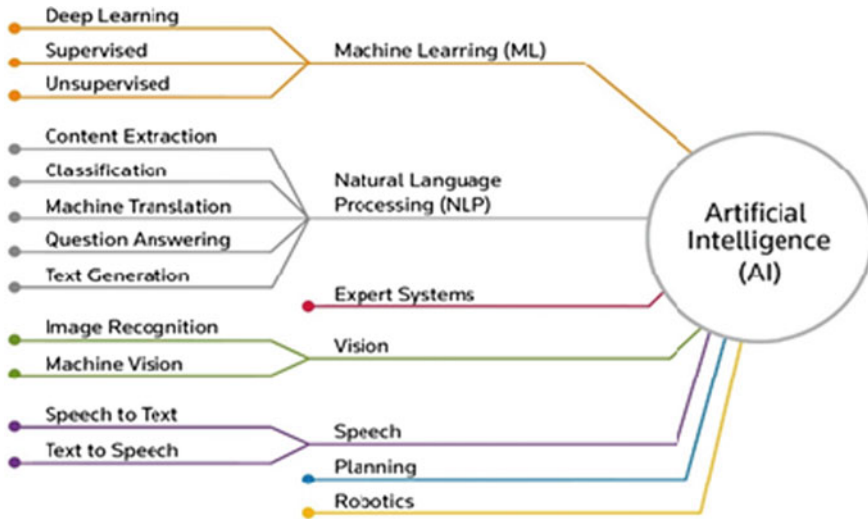 Deep Learning
Supervised
Unsupervised
Machine Learning (ML)
Content Extraction
Classification
Machine Translation
Question Answering
Text Generation
Natural Language
Processing (NLP)
Expert Systems
Image Recognition
Machine Vision
Vision
Speech to Text
Text to Speech
Speech
Planning
Robotics
Artificial
Intelligence
(AI)